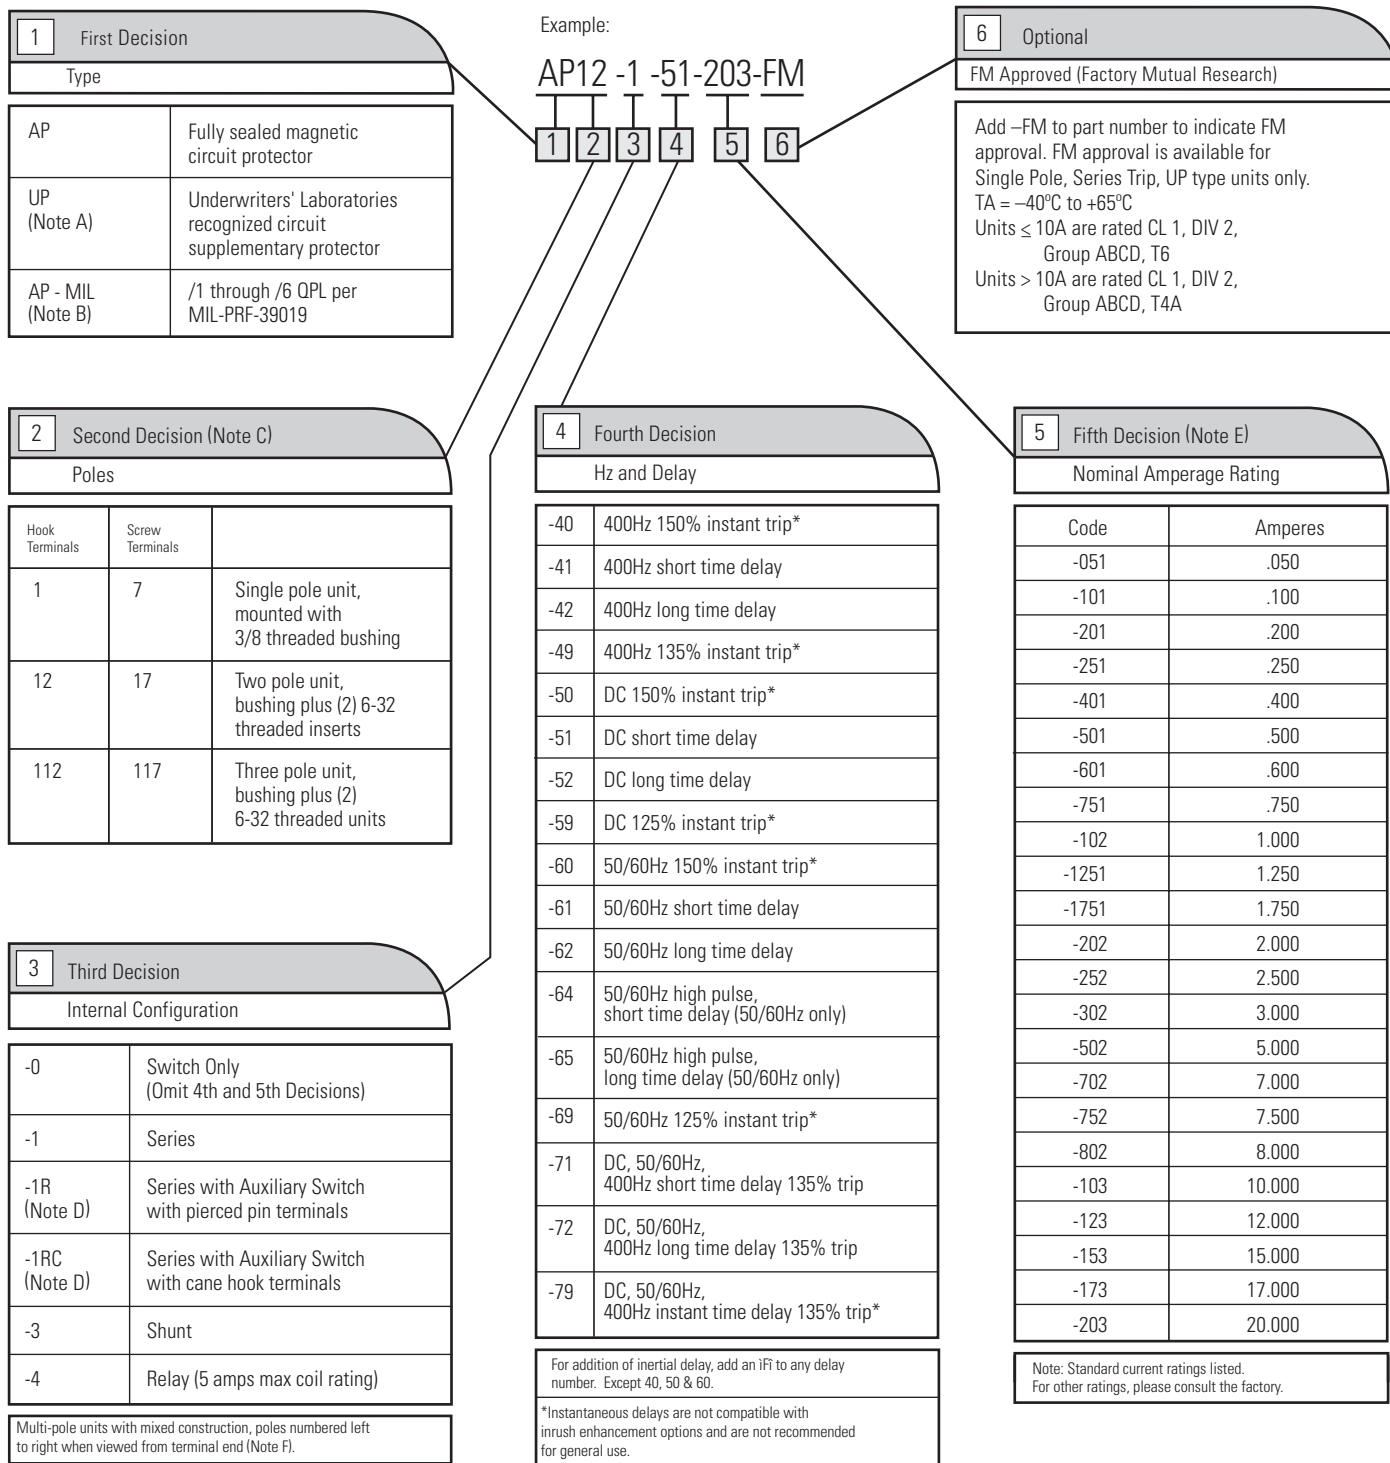 1 First Decision
Type
AP Fully sealed magnetic
circuit protector
UP Underwriters' Laboratories
(Note A) recognized circuit
supplementary protector
AP - MIL /1 through /6 QPL per
(Note B) MIL-PRF-39019
Example:
AP12 -1 -51-203-FM
1 2 3 4 5 6
6 Optional
FM Approved (Factory Mutual Research)
Add –FM to part number to indicate FM
approval. FM approval is available for
Single Pole, Series Trip, UP type units only.
TA = –40ºC to +65ºC
Units ≤ 10A are rated CL 1, DIV 2,
Group ABCD, T6
Units > 10A are rated CL 1, DIV 2,
Group ABCD, T4A
2 Second Decision (Note C)
Poles
Hook Screw
Terminals Terminals
1 7 Single pole unit,
mounted with
3/8 threaded bushing
12 17 Two pole unit,
bushing plus (2) 6-32
threaded inserts
112 117 Three pole unit,
bushing plus (2)
6-32 threaded units
3 Third Decision
Internal Configuration
-0 Switch Only
(Omit 4th and 5th Decisions)
-1 Series
-1R Series with Auxiliary Switch
(Note D) with pierced pin terminals
-1RC Series with Auxiliary Switch
(Note D) with cane hook terminals
-3 Shunt
-4 Relay (5 amps max coil rating)
Multi-pole units with mixed construction, poles numbered left
to right when viewed from terminal end (Note F).
4 Fourth Decision
Hz and Delay
-40 400Hz 150% instant trip*
-41 400Hz short time delay
-42 400Hz long time delay
-49 400Hz 135% instant trip*
-50 DC 150% instant trip*
-51 DC short time delay
-52 DC long time delay
-59 DC 125% instant trip*
-60 50/60Hz 150% instant trip*
-61 50/60Hz short time delay
-62 50/60Hz long time delay
-64 50/60Hz high pulse,
short time delay (50/60Hz only)
-65 50/60Hz high pulse,
long time delay (50/60Hz only)
-69 50/60Hz 125% instant trip*
-71 DC, 50/60Hz,
400Hz short time delay 135% trip
-72 DC, 50/60Hz,
400Hz long time delay 135% trip
-79 DC, 50/60Hz,
400Hz instant time delay 135% trip*
For addition of inertial delay, add an ìFî to any delay
number. Except 40, 50 & 60.
*Instantaneous delays are not compatible with
inrush enhancement options and are not recommended
for general use.
5 Fifth Decision (Note E)
Nominal Amperage Rating
Code Amperes
-051 .050
-101 .100
-201 .200
-251 .250
-401 .400
-501 .500
-601 .600
-751 .750
-102 1.000
-1251 1.250
-1751 1.750
-202 2.000
-252 2.500
-302 3.000
-502 5.000
-702 7.000
-752 7.500
-802 8.000
-103 10.000
-123 12.000
-153 15.000
-173 17.000
-203 20.000
Note: Standard current ratings listed.
For other ratings, please consult the factory.